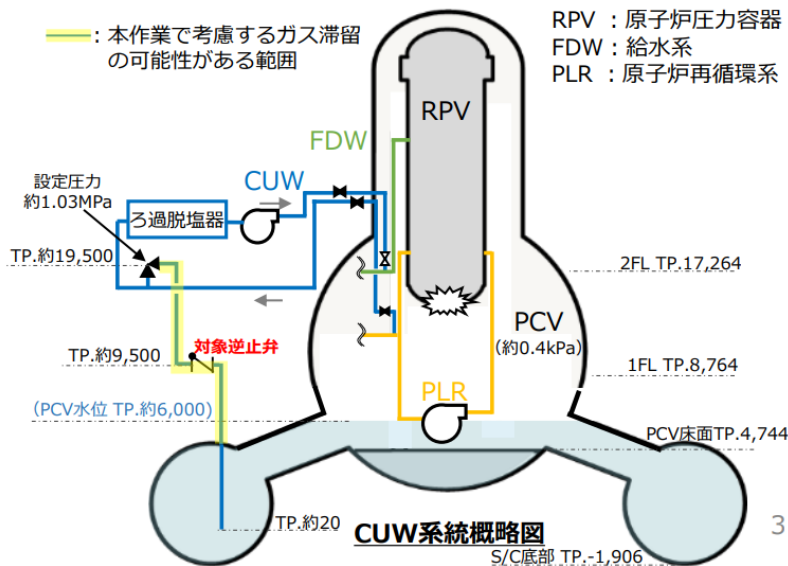 ：本作業で考慮するガス滞留
の可能性がある範囲
RPV ：原子炉圧力容器
FDW ：給水系
PLR ：原子炉再循環系
RPV
FDW
CUW
設定圧力
約1.03MPa
ろ過脱塩器
TP.約19,500
2FL TP.17,264
PCV
(約0.4kPa)
対象逆止弁
TP.約9,500
1FL TP.8,764
PLR
(PCV水位 TP.約6,000)
PCV床面TP.4,744
TP.約20
CUW系統概略図
3
S/C底部 TP.-1,906